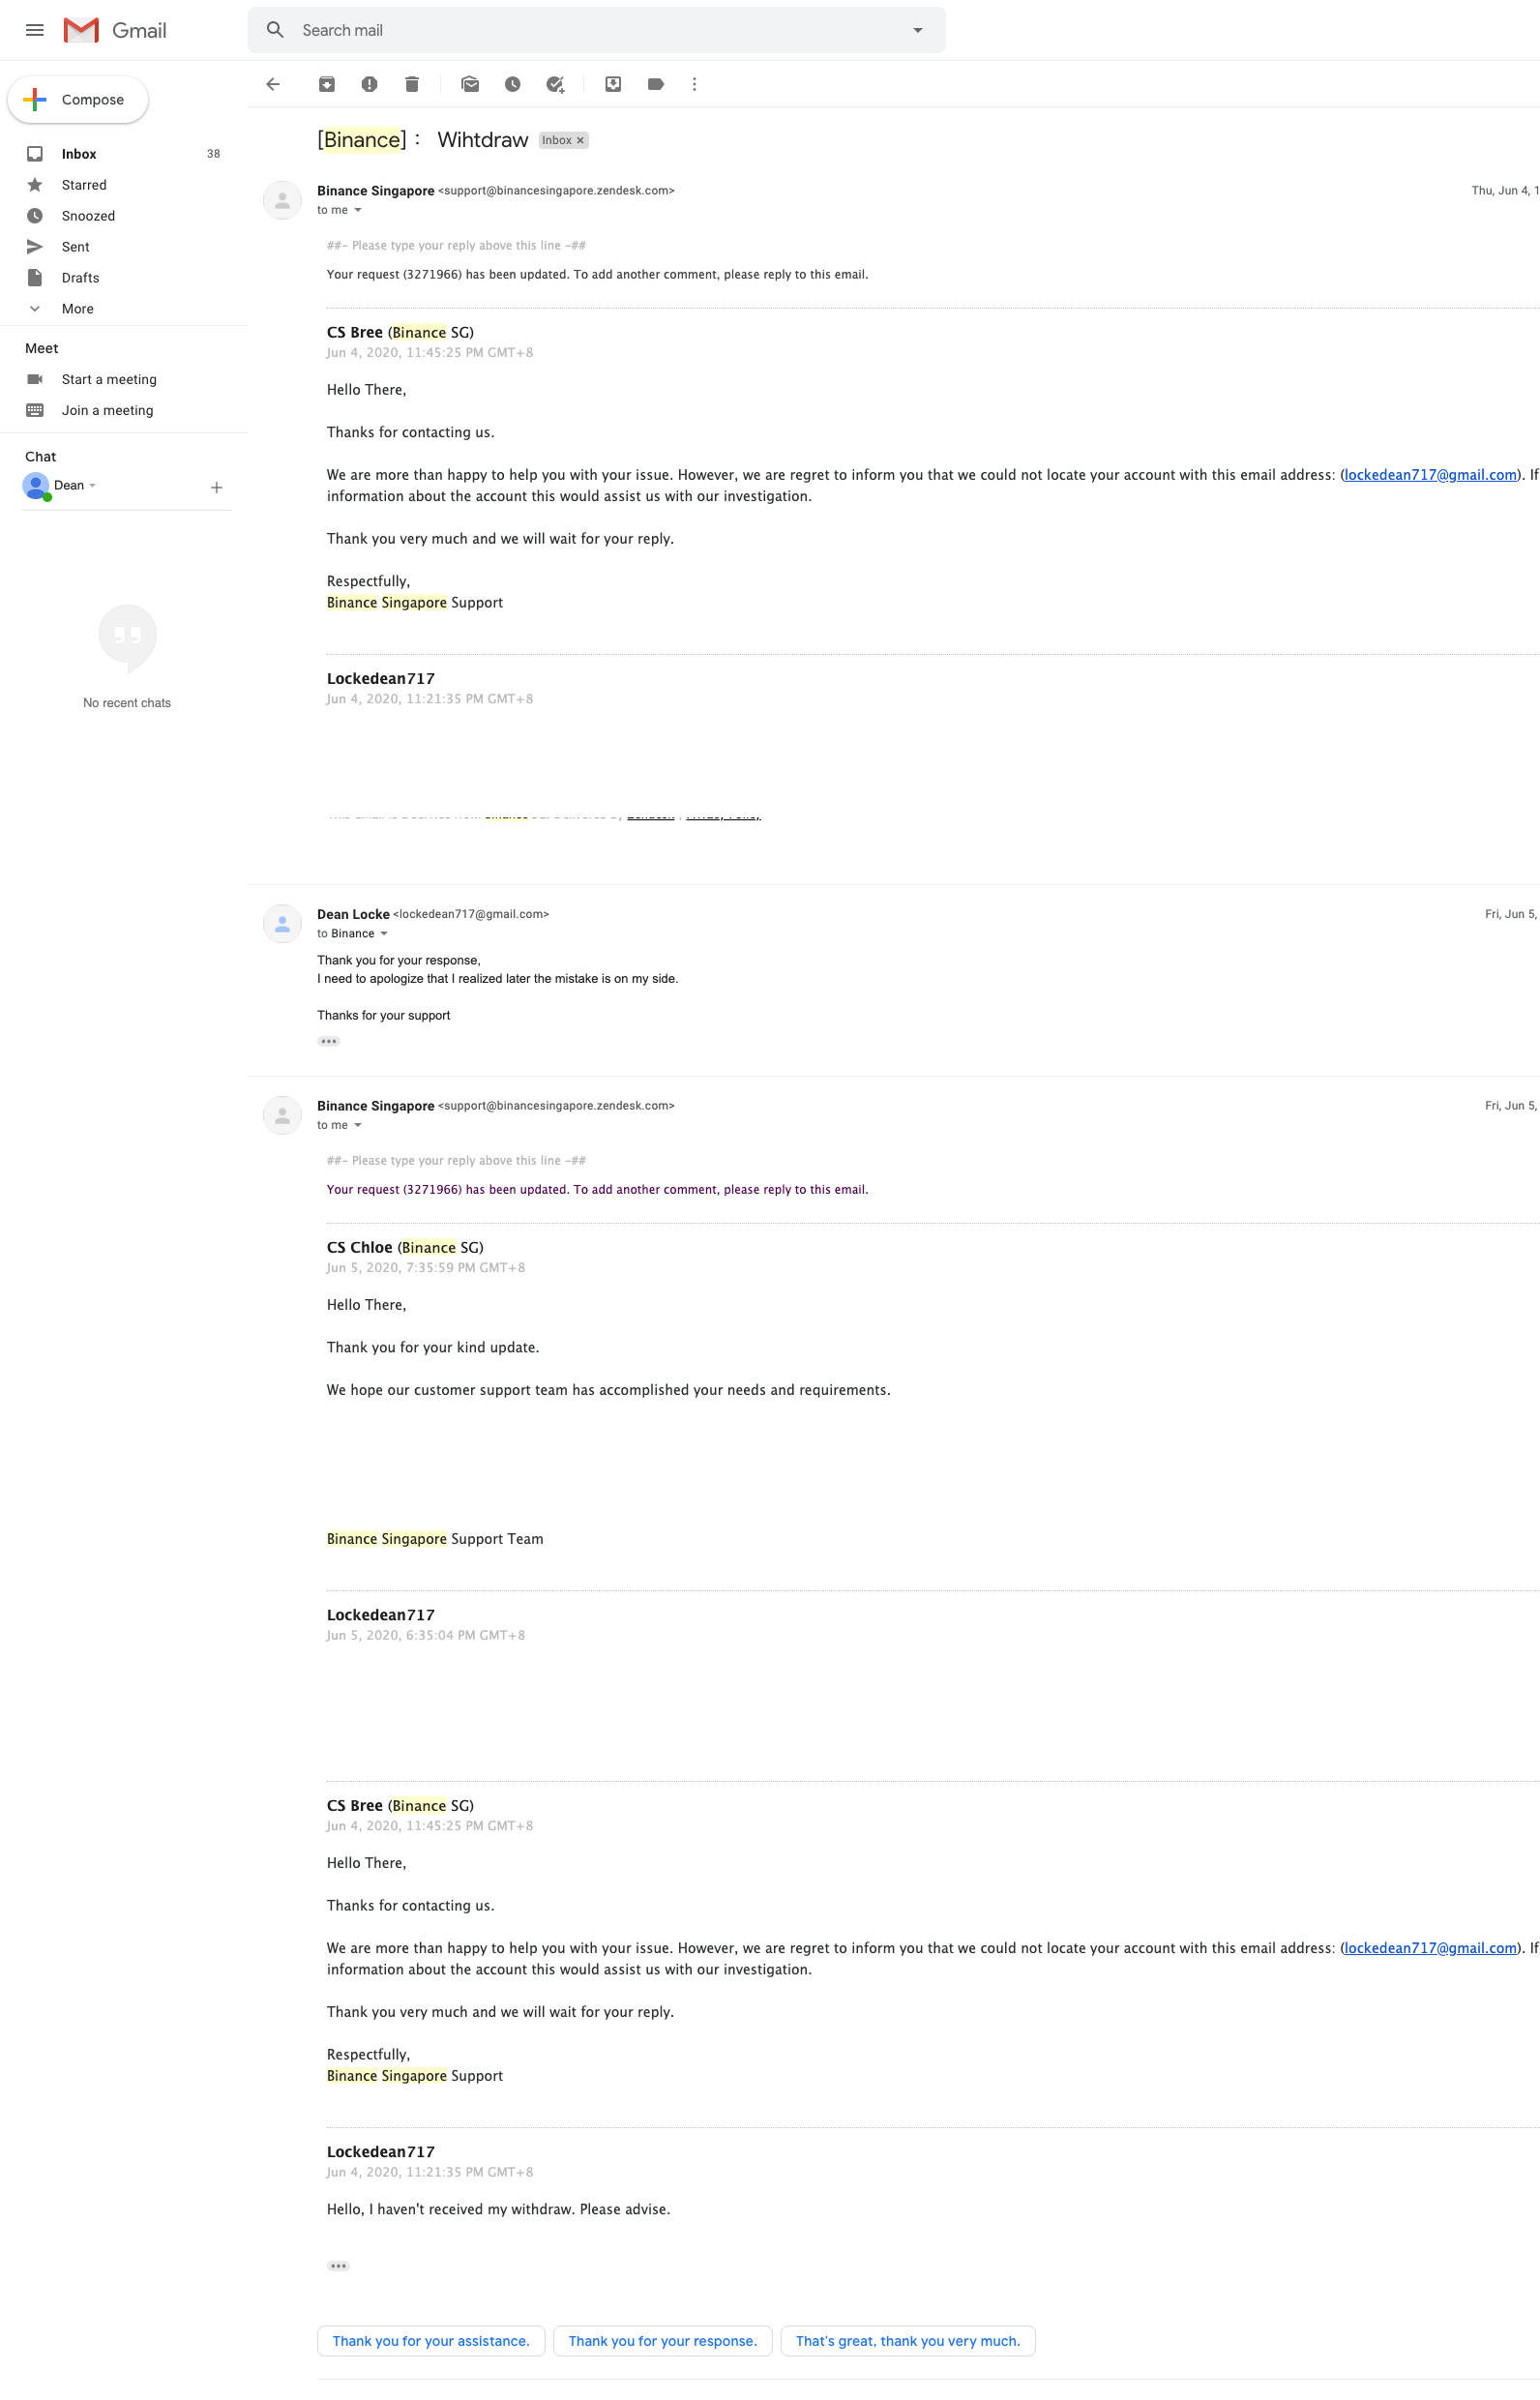 Gmail
Search mail
Compose
Inbox 38
Starred
Snoozed
Sent
Drafts
More
Meet
Start a meeting
Join a meeting
Chat
Dean
No recent chats
[Binance]： Wihtdraw Inbox ×
Binance Singapore <support@binancesingapore.zendesk.com> Thu, Jun 4, 1
to me
##- Please type your reply above this line -##
Your request (3271966) has been updated. To add another comment, please reply to this email.
CS Bree (Binance SG)
Jun 4, 2020, 11:45:25 PM GMT+8
Hello There,
Thanks for contacting us.
We are more than happy to help you with your issue. However, we are regret to inform you that we could not locate your account with this email address: (lockedean717@gmail.com). If
information about the account this would assist us with our investigation.
Thank you very much and we will wait for your reply.
Respectfully,
Binance Singapore Support
Lockedean717
Jun 4, 2020, 11:21:35 PM GMT+8
Dean Locke <lockedean717@gmail.com> Fri, Jun 5,
to Binance
Thank you for your response,
I need to apologize that I realized later the mistake is on my side.
Thanks for your support
Binance Singapore <support@binancesingapore.zendesk.com> Fri, Jun 5,
to me
##- Please type your reply above this line -##
Your request (3271966) has been updated. To add another comment, please reply to this email.
CS Chloe (Binance SG)
Jun 5, 2020, 7:35:59 PM GMT+8
Hello There,
Thank you for your kind update.
We hope our customer support team has accomplished your needs and requirements.
Binance Singapore Support Team
Lockedean717
Jun 5, 2020, 6:35:04 PM GMT+8
CS Bree (Binance SG)
Jun 4, 2020, 11:45:25 PM GMT+8
Hello There,
Thanks for contacting us.
We are more than happy to help you with your issue. However, we are regret to inform you that we could not locate your account with this email address: (lockedean717@gmail.com). If
information about the account this would assist us with our investigation.
Thank you very much and we will wait for your reply.
Respectfully,
Binance Singapore Support
Lockedean717
Jun 4, 2020, 11:21:35 PM GMT+8
Hello, I haven't received my withdraw. Please advise.
Thank you for your assistance.
Thank you for your response.
That's great, thank you very much.